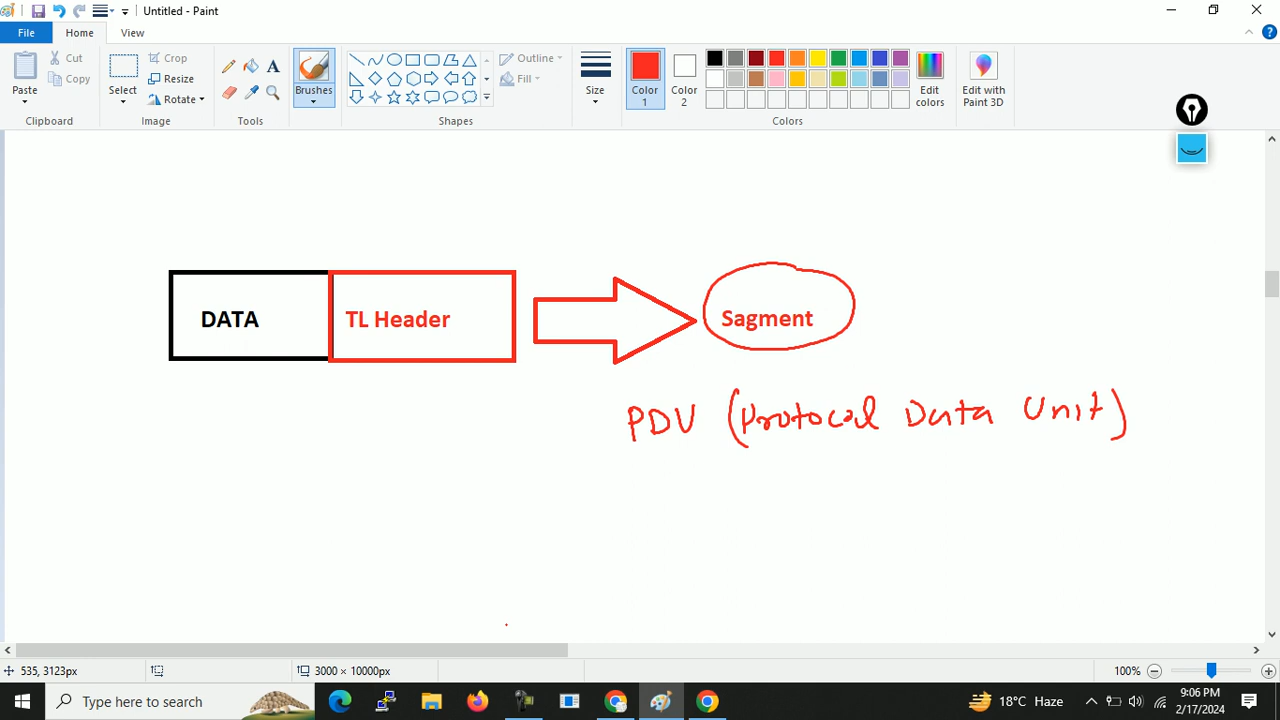 Untitled - Paint
File Home View
Paste
Cut
Copy
Clipboard
Select
Crop
Resize
Rotate
Image
Tools
Brushes
Outline
Fill
Shapes
Size
Color 1
Color 2
Colors
Edit colors
Edit with Paint 3D
DATA TL Header Sagment
PDU (Protocal Data Unit)
535, 3123px 3000 × 10000px 100%
Type here to search 18°C Haze 9:06 PM
2/17/2024